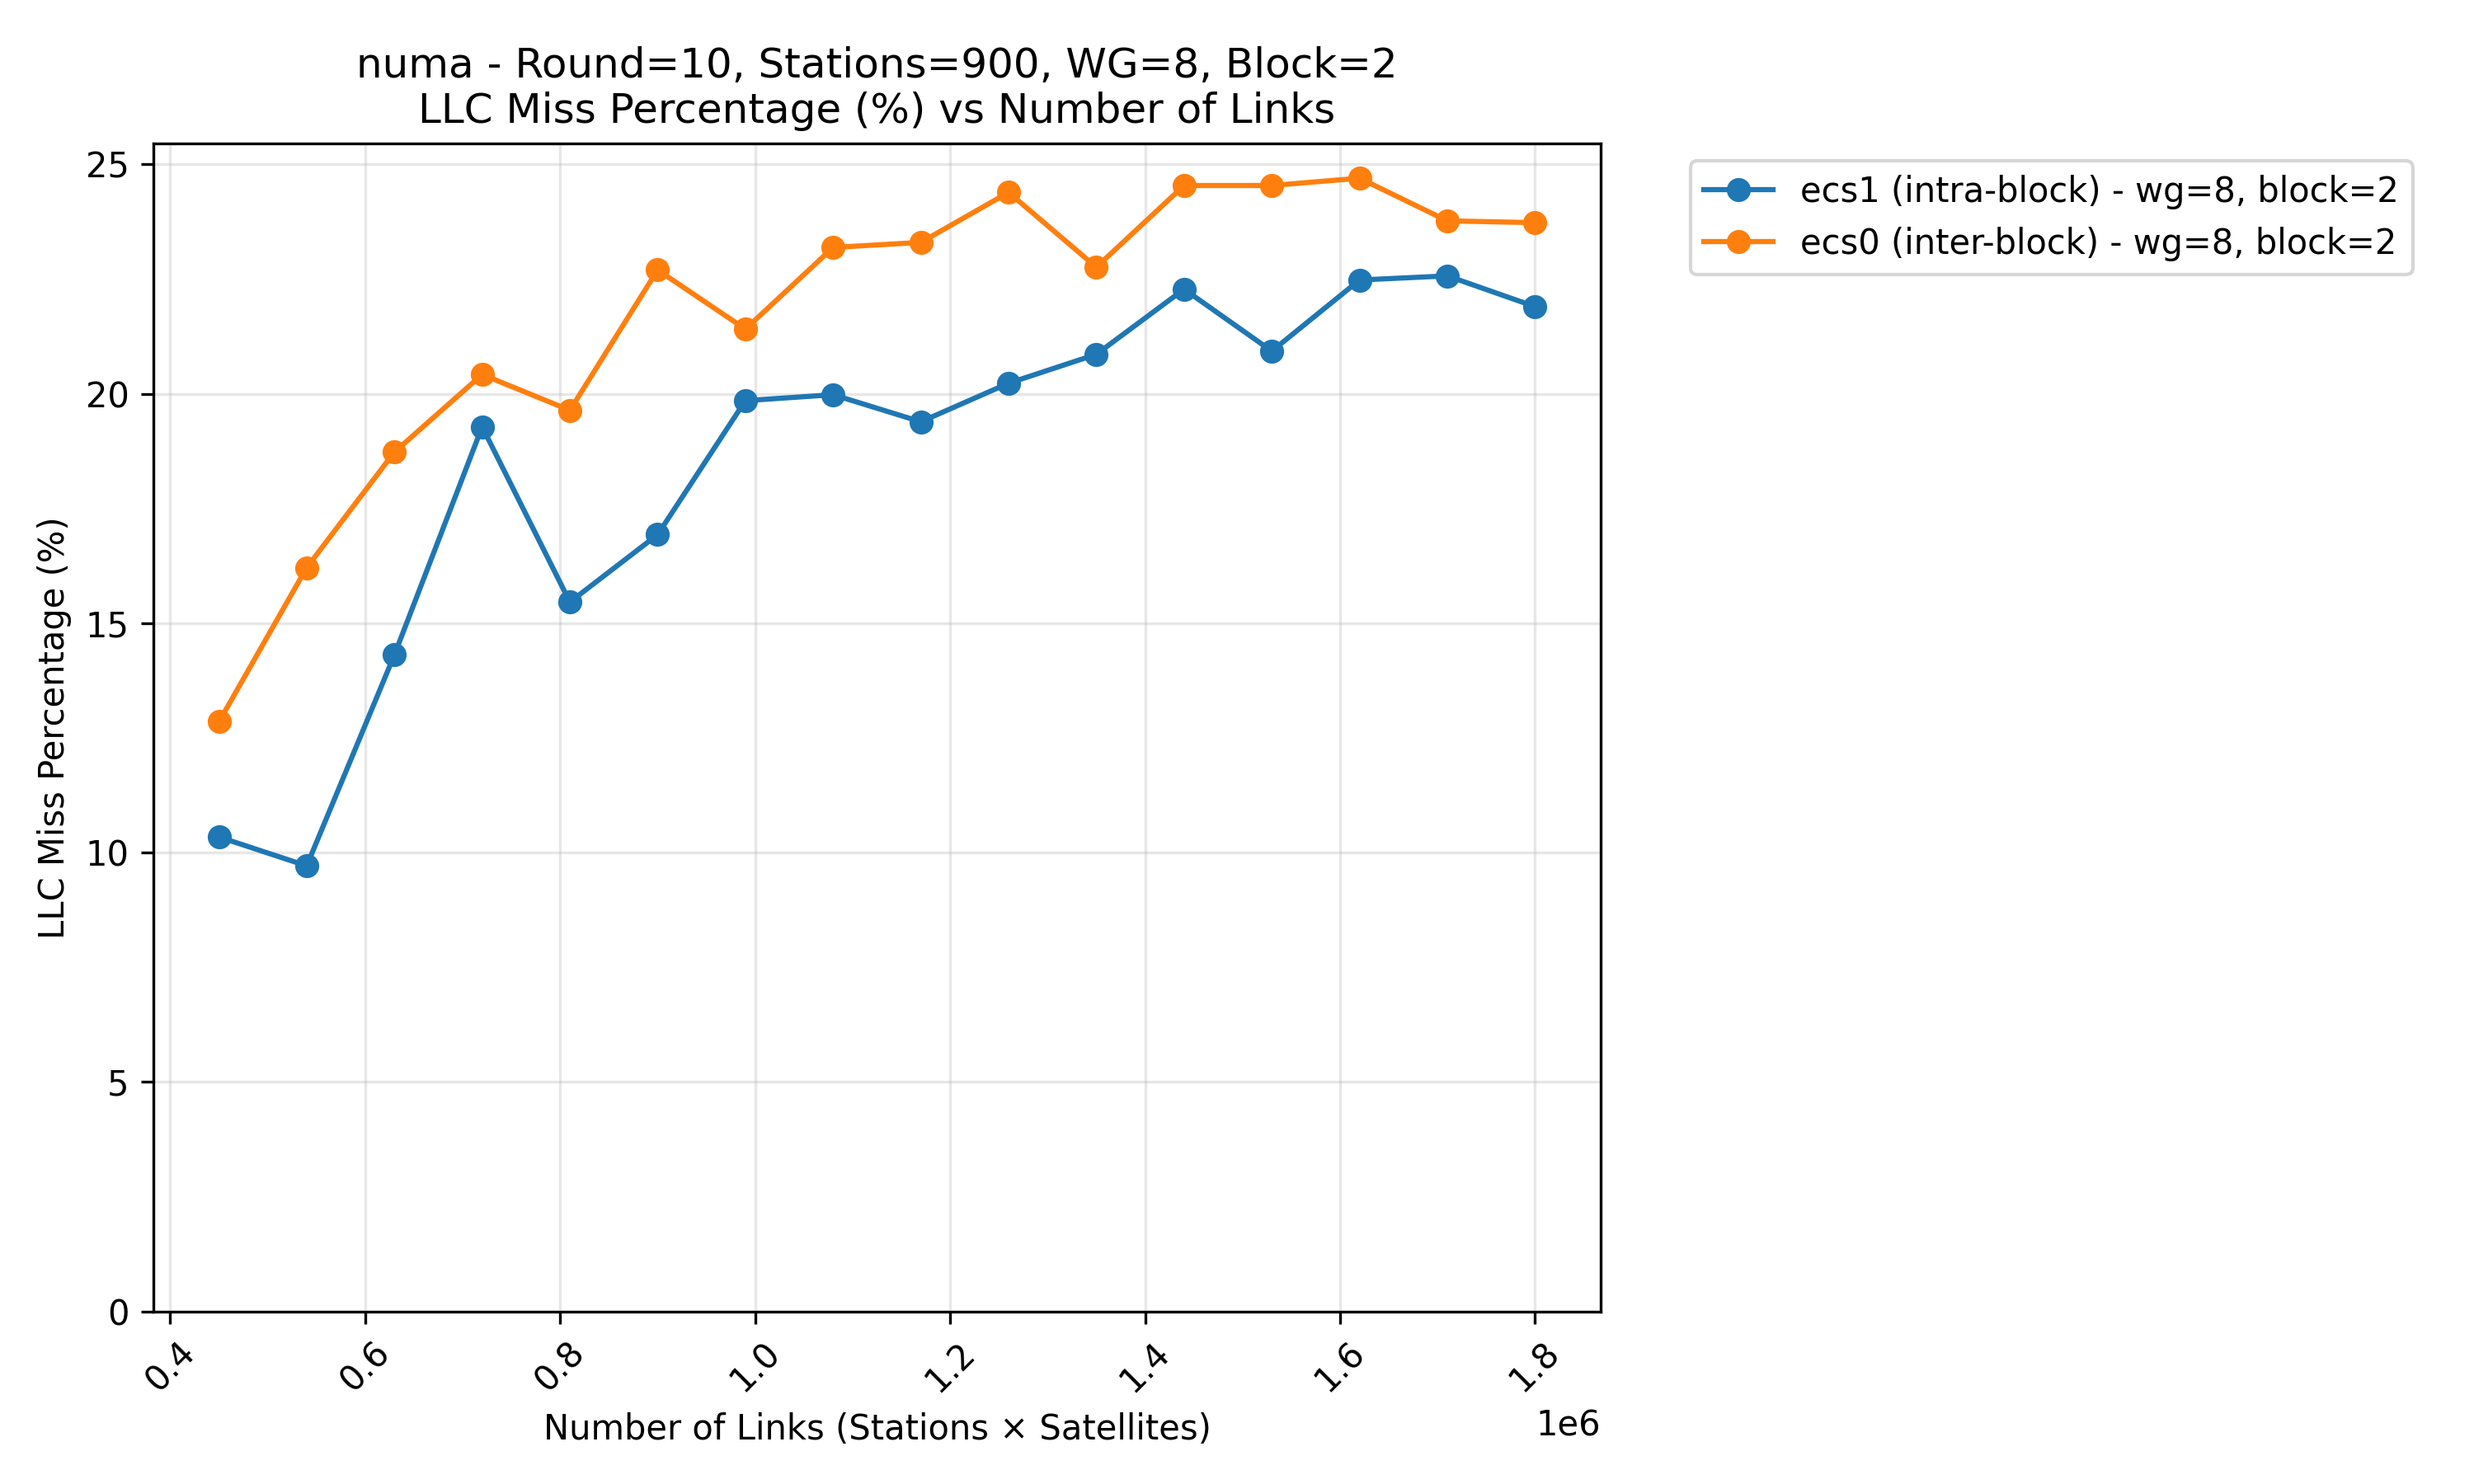 numa - Round=10, Stations=900, WG=8, Block=2
LLC Miss Percentage (%) vs Number of Links
ecs1 (intra-block) - wg=8, block=2
ecs0 (inter-block) - wg=8, block=2
LLC Miss Percentage (%)
25
20
15
10
5
0
0.4
0.6
0.8
1.0
1.2
1.4
1.6
1.8
1e6
Number of Links (Stations × Satellites)